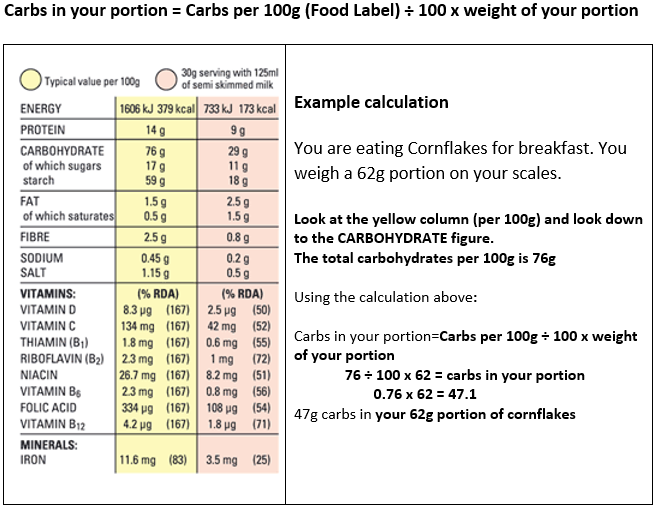 Carbs in your portion = Carbs per 100g (Food Label) ÷ 100 x weight of your portion
Typical value per 100g
30g serving with 125ml
of semi skimmed milk
ENERGY 1606 kJ 379 kcal 733 kJ 173 kcal
PROTEIN 14 g 9 g
CARBOHYDRATE 76 g 29 g
of which sugars 17 g 11 g
starch 59 g 18 g
FAT 1.5 g 2.5 g
of which saturates 0.5 g 1.5 g
FIBRE 2.5 g 0.8 g
SODIUM 0.45 g 0.2 g
SALT 1.15 g 0.5 g
VITAMINS: (% RDA) (% RDA)
VITAMIN D 8.3 µg (167) 2.5 µg (50)
VITAMIN C 134 mg (167) 42 mg (52)
THIAMIN (B1) 1.8 mg (167) 0.6 mg (55)
RIBOFLAVIN (B2) 2.3 mg (167) 1 mg (72)
NIACIN 26.7 mg (167) 8.2 mg (51)
VITAMIN B6 2.3 mg (167) 0.8 mg (56)
FOLIC ACID 334 µg (167) 108 µg (54)
VITAMIN B12 4.2 µg (167) 1.8 µg (71)
MINERALS:
IRON 11.6 mg (83) 3.5 mg (25)
Example calculation
You are eating Cornflakes for breakfast. You
weigh a 62g portion on your scales.
Look at the yellow column (per 100g) and look down
to the CARBOHYDRATE figure.
The total carbohydrates per 100g is 76g
Using the calculation above:
Carbs in your portion=Carbs per 100g ÷ 100 x weight
of your portion
76 ÷ 100 x 62 = carbs in your portion
0.76 x 62 = 47.1
47g carbs in your 62g portion of cornflakes